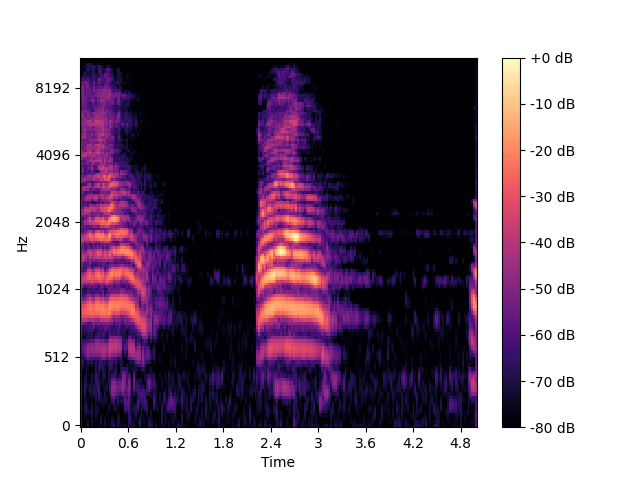 +0 dB
8192
-10 dB
4096
-20 dB
-30 dB
2048
-40 dB
Hz
1024
-50 dB
-60 dB
512
-70 dB
0
-80 dB
0 0.6 1.2 1.8 2.4 3 3.6 4.2 4.8
Time